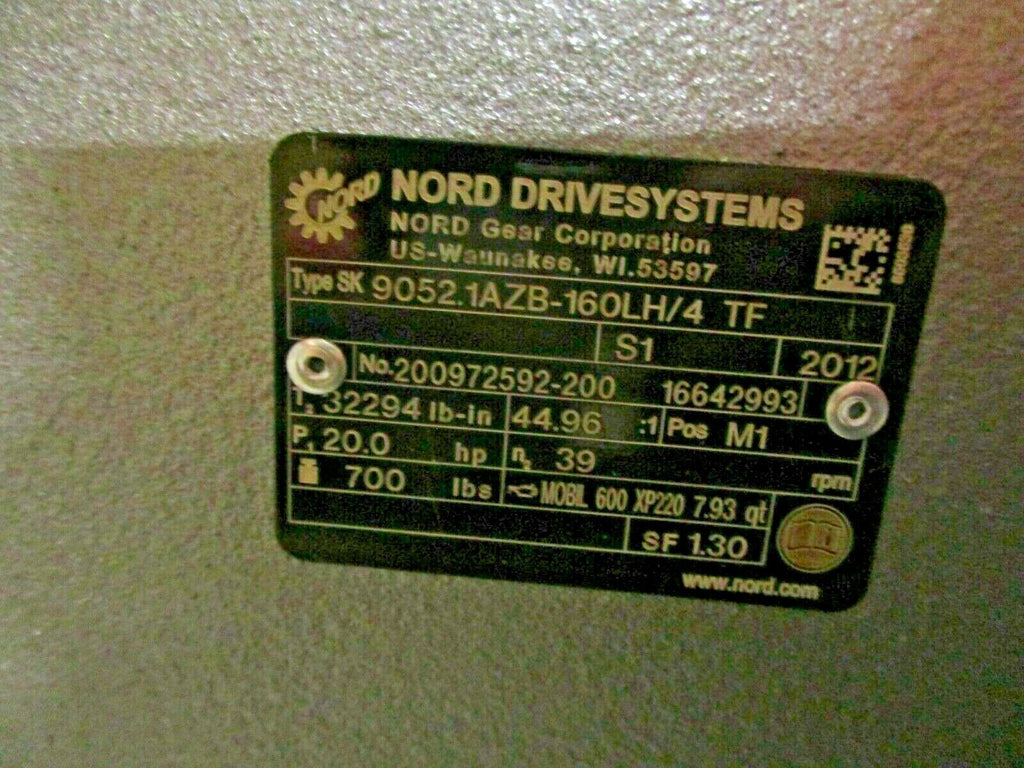 NORD
NORD DRIVESYSTEMS
NORD Gear Corporation
US-Waunakee, WI.53597
Type SK 9052.1AZB-160LH/4 TF
S1 2012
No. 200972592-200 16642993
T₂ 32294 lb-in 44.96 :1 Pos M1
P₁ 20.0 hp n₂ 39 rpm
700 lbs MOBIL 600 XP220 7.93 qt
SF 1.30
www.nord.com